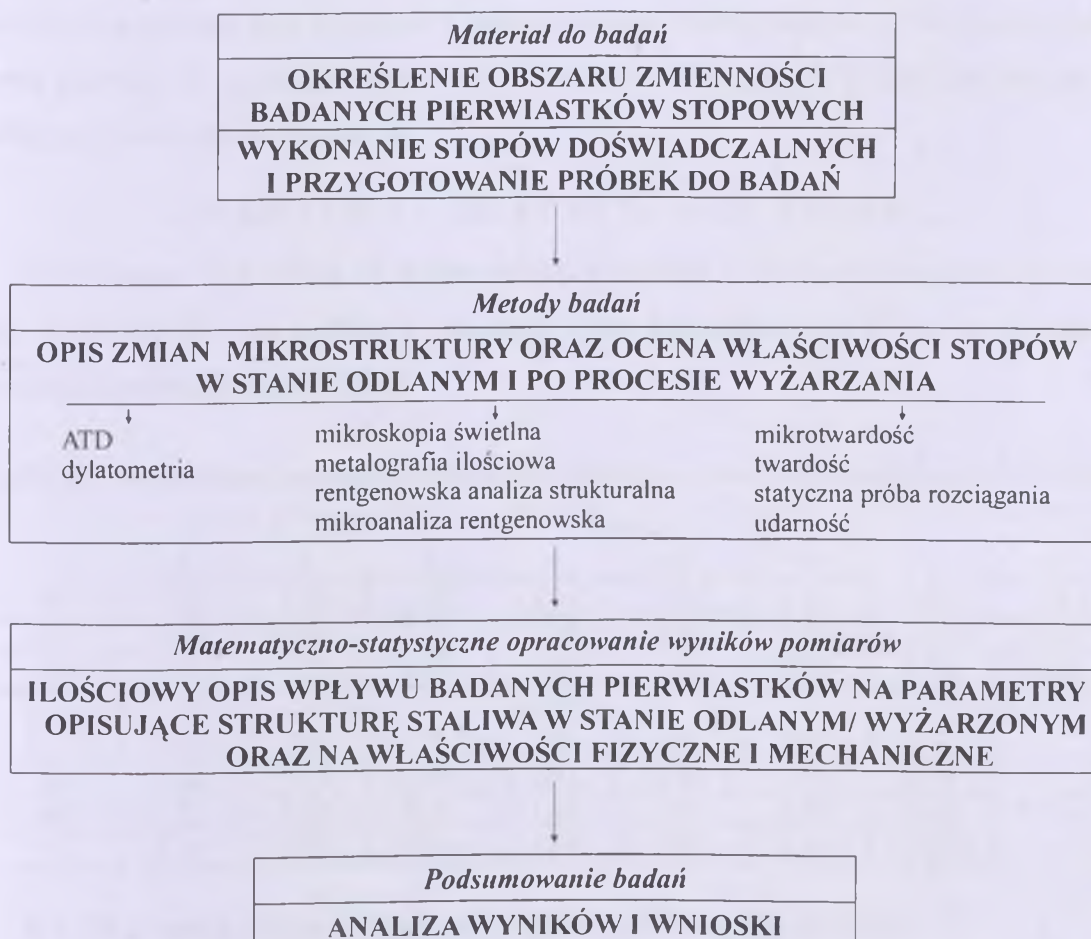 Materiał do badań
OKREŚLENIE OBSZARU ZMIENNOŚCI
BADANYCH PIERWIASTKÓW STOPOWYCH
WYKONANIE STOPÓW DOŚWIADCZALNYCH
I PRZYGOTOWANIE PRÓBEK DO BADAŃ
Metody badań
OPIS ZMIAN MIKROSTRUKTURY ORAZ OCENA WŁAŚCIWOŚCI STOPÓW
W STANIE ODLANYM I PO PROCESIE WYŻARZANIA
ATD
dylatometria
mikroskopia świetlna
metalografia ilościowa
rentgenowska analiza strukturalna
mikroanaliza rentgenowska
mikrotwardość
twardość
statyczna próba rozciągania
udarność
Matematyczno-statystyczne opracowanie wyników pomiarów
ILOŚCIOWY OPIS WPŁYWU BADANYCH PIERWIASTKÓW NA PARAMETRY
OPISUJĄCE STRUKTURĘ STALIWA W STANIE ODLANYM/ WYŻARZONYM
ORAZ NA WŁAŚCIWOŚCI FIZYCZNE I MECHANICZNE
Podsumowanie badań
ANALIZA WYNIKÓW I WNIOSKI